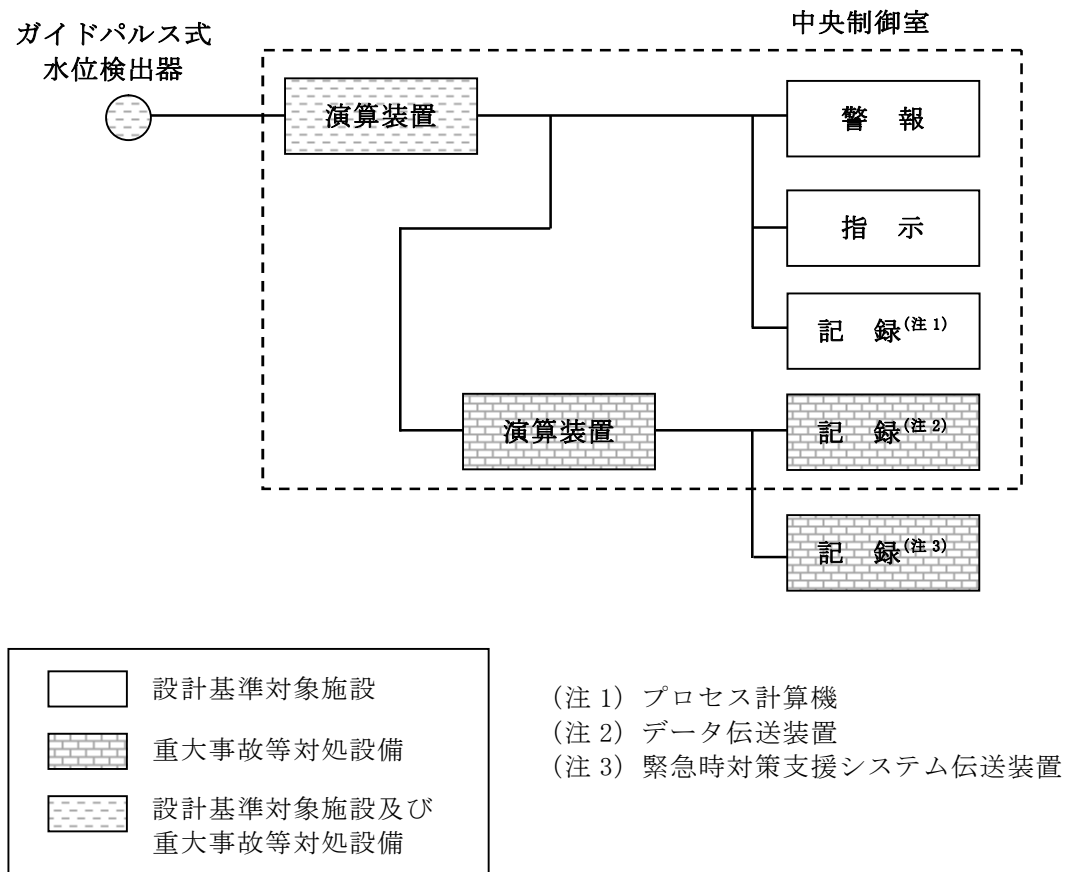 中央制御室
ガイドパルス式
水位検出器
演算装置
警 報
指 示
記 録(注 1)
演算装置
記 録(注 2)
記 録(注 3)
設計基準対象施設
重大事故等対処設備
設計基準対象施設及び
重大事故等対処設備
(注 1) プロセス計算機
(注 2) データ伝送装置
(注 3) 緊急時対策支援システム伝送装置